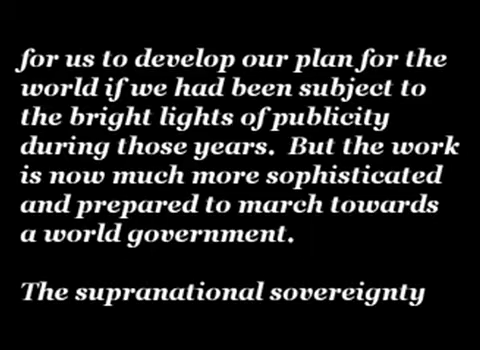 for us to develop our plan for the
world if we had been subject to
the bright lights of publicity
during those years.  But the work
is now much more sophisticated
and prepared to march towards
a world government.
The supranational sovereignty